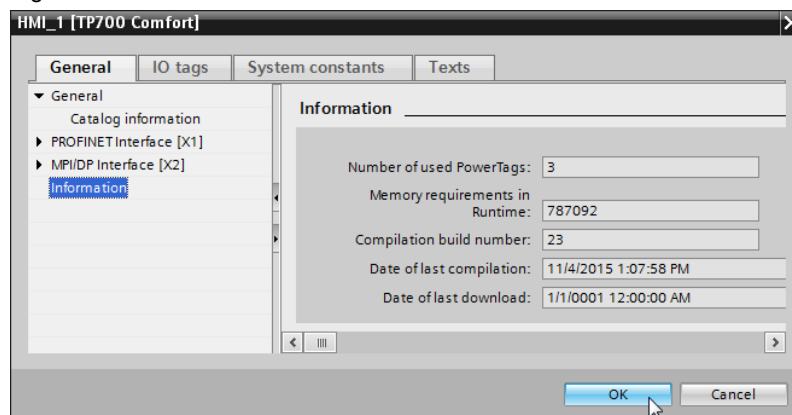 HMI_1 [TP700 Comfort]
General IO tags System constants Texts
General
Catalog information
PROFINET Interface [X1]
MPI/DP Interface [X2]
Information
Information
Number of used PowerTags: 3
Memory requirements in
Runtime: 787092
Compilation build number: 23
Date of last compilation: 11/4/2015 1:07:58 PM
Date of last download: 1/1/0001 12:00:00 AM
OK Cancel